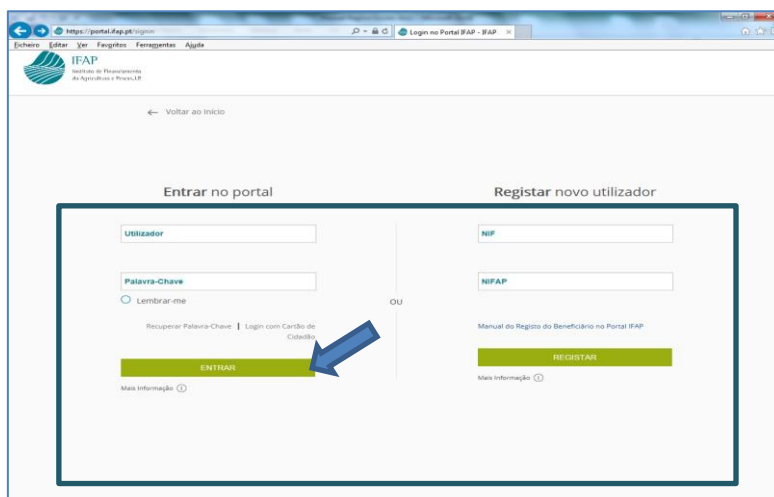 https://portal.ifap.pt/signin
Login no Portal IFAP - IFAP
Ficheiro Editar Ver Favoritos Ferramentas Ajuda
IFAP
Instituto de Financiamento
da Agricultura e Pescas, I.P.
← Voltar ao Início
Entrar no portal
Registar novo utilizador
Utilizador
NIF
Palavra-Chave
NIFAP
Lembrar-me
OU
Recuperar Palavra-Chave | Login com Cartão de
Cidadão
Manual do Registo do Beneficiário no Portal IFAP
ENTRAR
REGISTAR
Mais Informação
Mais Informação